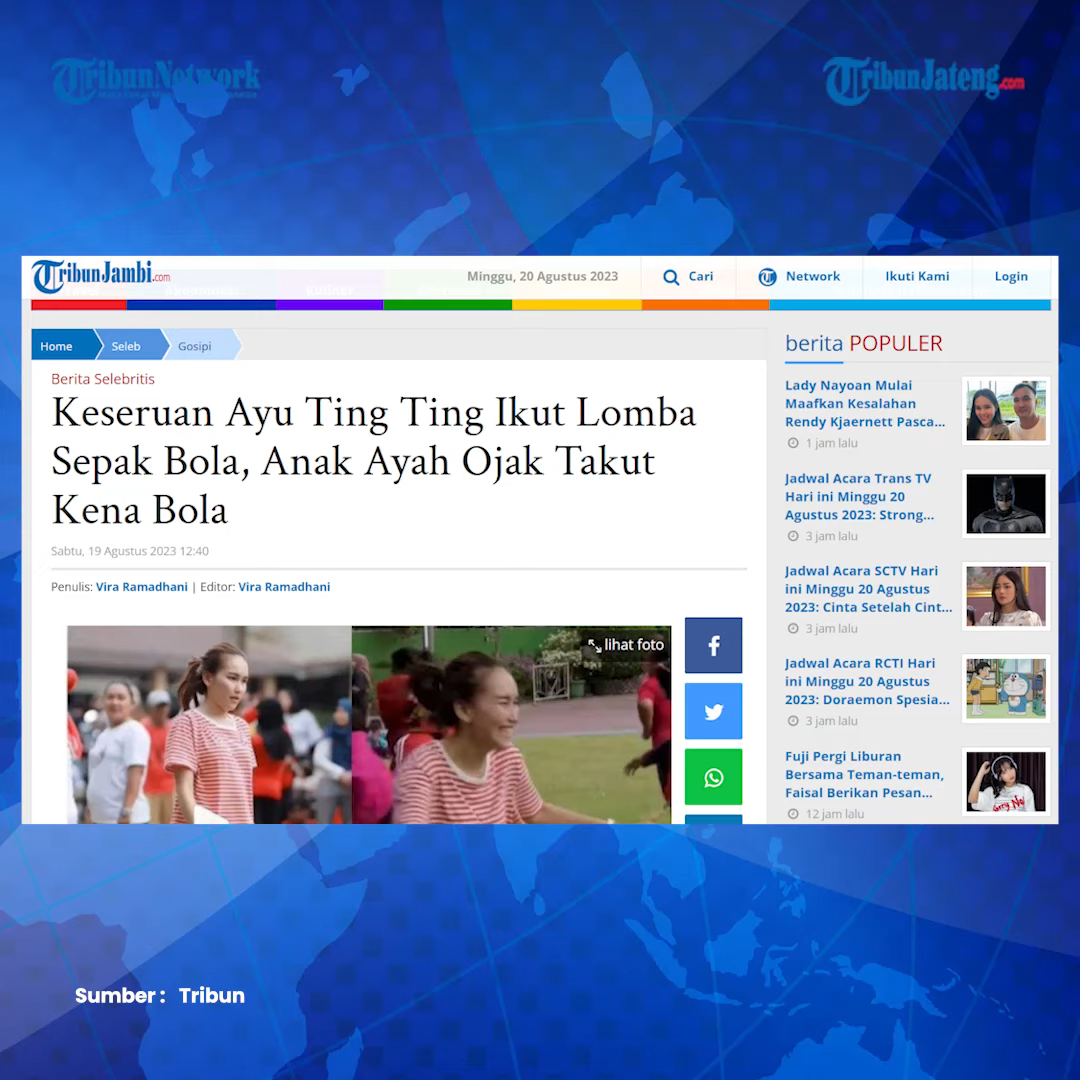 TribunNetwork
TribunJateng.com
TribunJambi.com
Minggu, 20 Agustus 2023
Cari
Network
Ikuti Kami
Login
Home
Seleb
Gosipi
Berita Selebritis
Keseruan Ayu Ting Ting Ikut Lomba
Sepak Bola, Anak Ayah Ojak Takut
Kena Bola
Sabtu, 19 Agustus 2023 12:40
Penulis: Vira Ramadhani | Editor: Vira Ramadhani
lihat foto
berita POPULER
Lady Nayoan Mulai
Maafkan Kesalahan
Rendy Kjaernett Pasca...
1 jam lalu
Jadwal Acara Trans TV
Hari ini Minggu 20
Agustus 2023: Strong...
3 jam lalu
Jadwal Acara SCTV Hari
ini Minggu 20 Agustus
2023: Cinta Setelah Cint...
3 jam lalu
Jadwal Acara RCTI Hari
ini Minggu 20 Agustus
2023: Doraemon Spesia...
3 jam lalu
Fuji Pergi Liburan
Bersama Teman-teman,
Faisal Berikan Pesan...
12 jam lalu
Sumber : Tribun